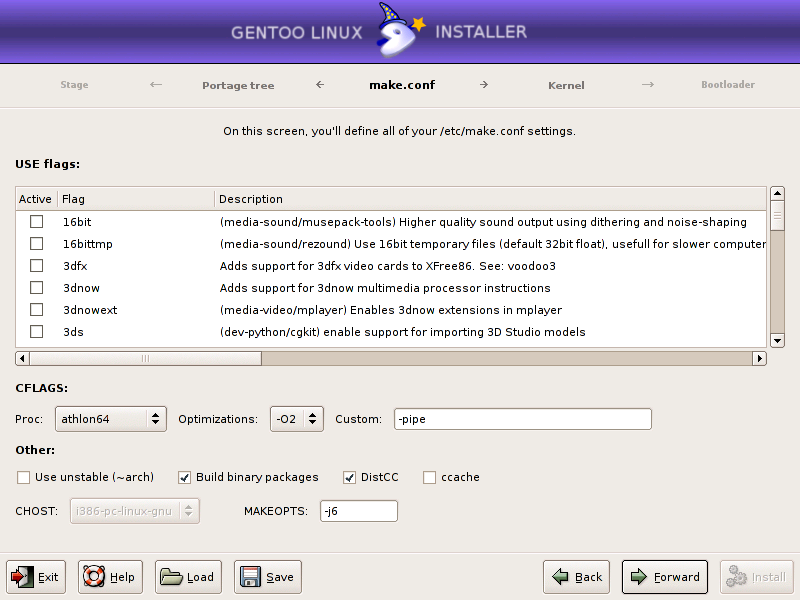 GENTOO LINUX INSTALLER
Stage ← Portage tree ← make.conf → Kernel → Bootloader
On this screen, you'll define all of your /etc/make.conf settings.
USE flags:
Active Flag Description
16bit (media-sound/musepack-tools) Higher quality sound output using dithering and noise-shaping
16bittmp (media-sound/rezound) Use 16bit temporary files (default 32bit float), usefull for slower computer
3dfx Adds support for 3dfx video cards to XFree86. See: voodoo3
3dnow Adds support for 3dnow multimedia processor instructions
3dnowext (media-video/mplayer) Enables 3dnow extensions in mplayer
3ds (dev-python/cgkit) enable support for importing 3D Studio models
CFLAGS:
Proc: athlon64 Optimizations: -O2 Custom: -pipe
Other:
Use unstable (~arch) Build binary packages DistCC ccache
CHOST: i386-pc-linux-gnu MAKEOPTS: -j6
Exit Help Load Save Back Forward Install